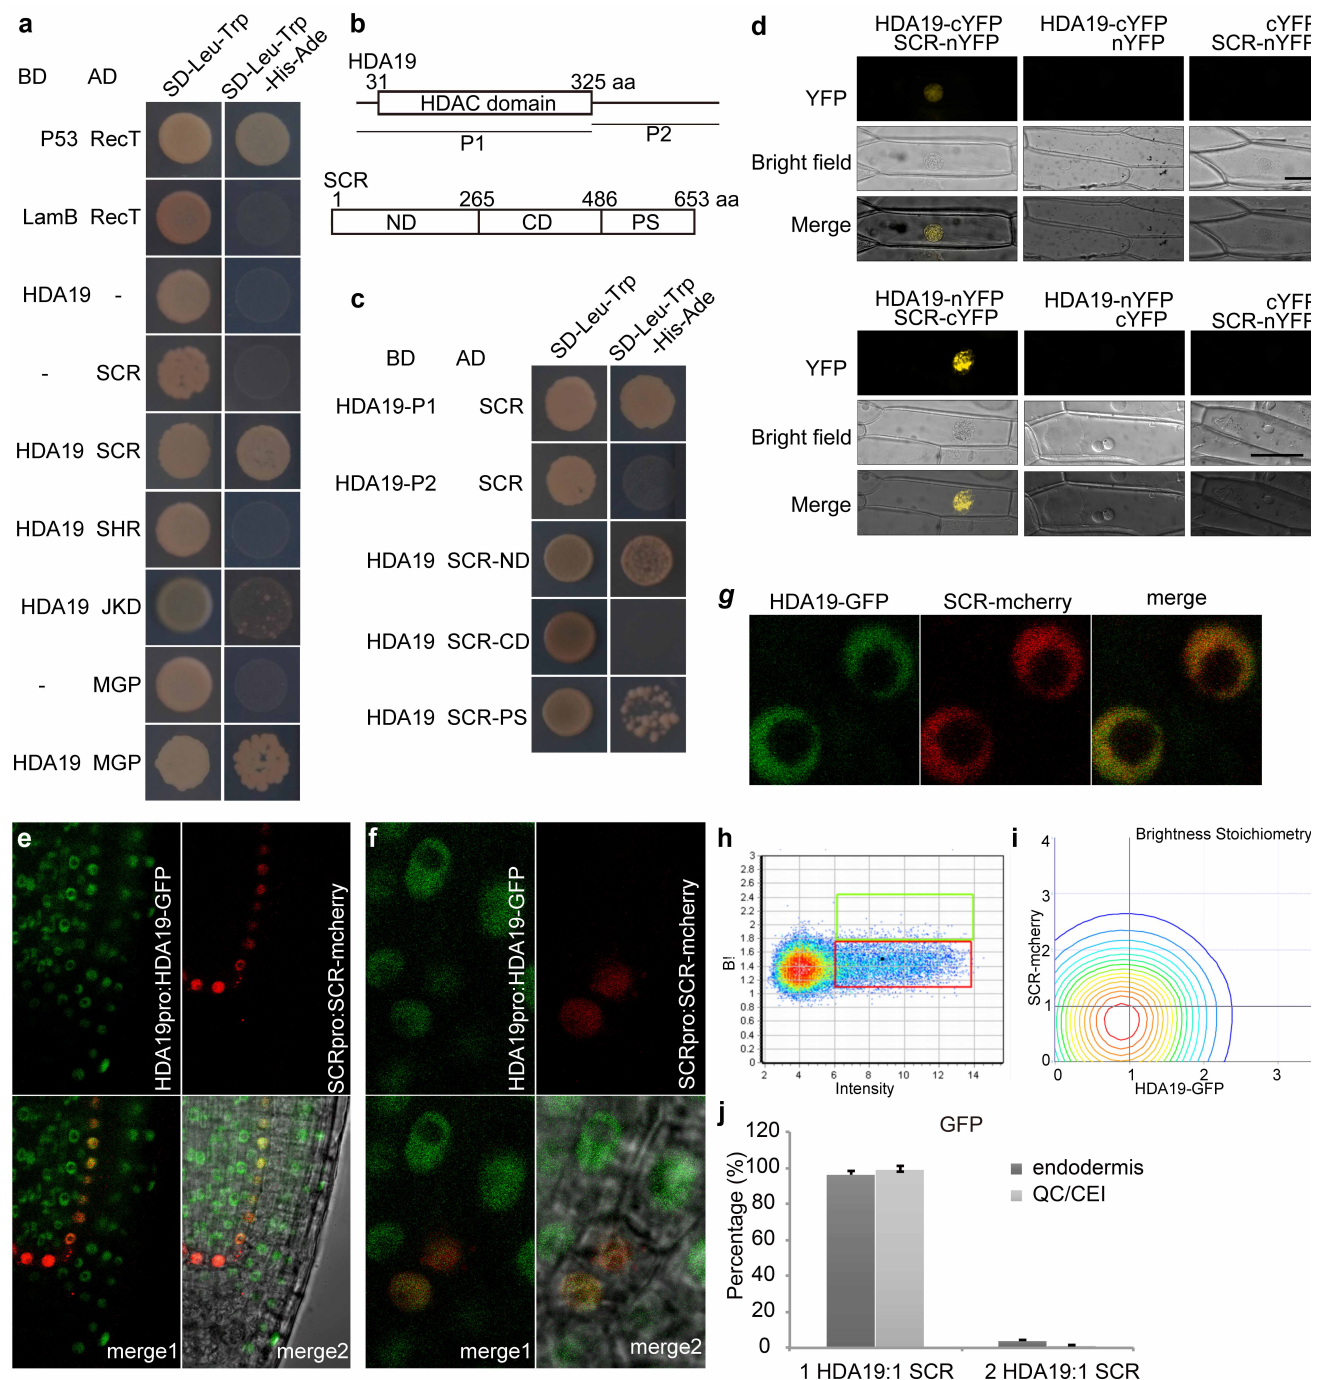 a
BD AD SD-Leu-Trp SD-Leu-Trp
-His-Ade
P53 RecT
LamB RecT
HDA19 -
- SCR
HDA19 SCR
HDA19 SHR
HDA19 JKD
- MGP
HDA19 MGP
b
HDA19
31 325 aa
HDAC domain
P1 P2
SCR
1 265 486 653 aa
ND CD PS
c
BD AD SD-Leu-Trp SD-Leu-Trp
-His-Ade
HDA19-P1 SCR
HDA19-P2 SCR
HDA19 SCR-ND
HDA19 SCR-CD
HDA19 SCR-PS
d
HDA19-cYFP HDA19-cYFP cYFP
SCR-nYFP nYFP SCR-nYFP
YFP
Bright field
Merge
HDA19-nYFP HDA19-nYFP cYFP
SCR-cYFP cYFP SCR-nYFP
YFP
Bright field
Merge
g
HDA19-GFP SCR-mcherry merge
e
HDA19pro:HDA19-GFP
SCRpro:SCR-mcherry
merge1 merge2
f
HDA19pro:HDA19-GFP
SCRpro:SCR-mcherry
merge1 merge2
h
3
2.8
2.6
2.4
2.2
2
1.8
1.6
1.4
1.2
1
0.8
0.6
0.4
0.2
0
B!
2 4 6 8 10 12 14
Intensity
i
Brightness Stoichiometry
4
3
2
1
0
SCR-mcherry
0 1 2 3
HDA19-GFP
j
GFP
120
100
80
60
40
20
0
Percentage (%)
endodermis
QC/CEI
1 HDA19:1 SCR 2 HDA19:1 SCR